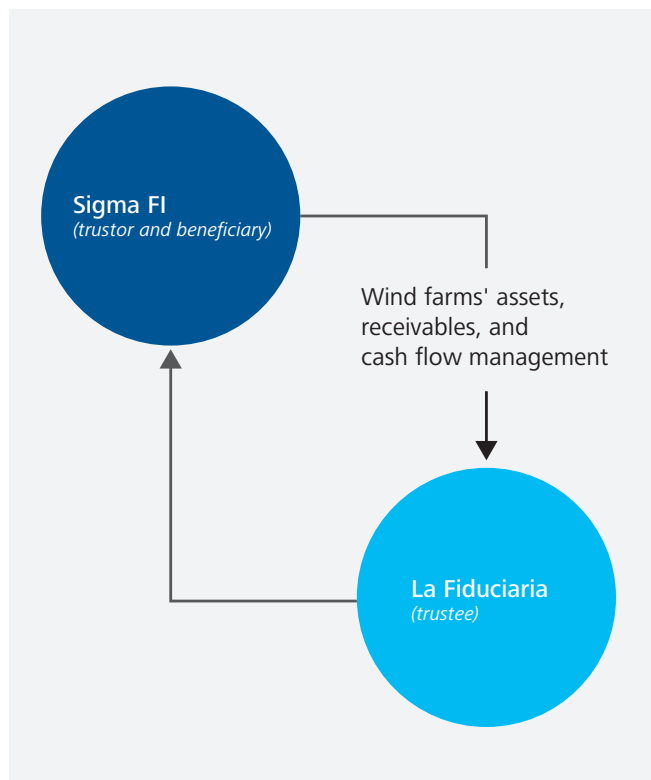 Sigma FI
(trustor and beneficiary)
Wind farms' assets,
receivables, and
cash flow management
La Fiduciaria
(trustee)